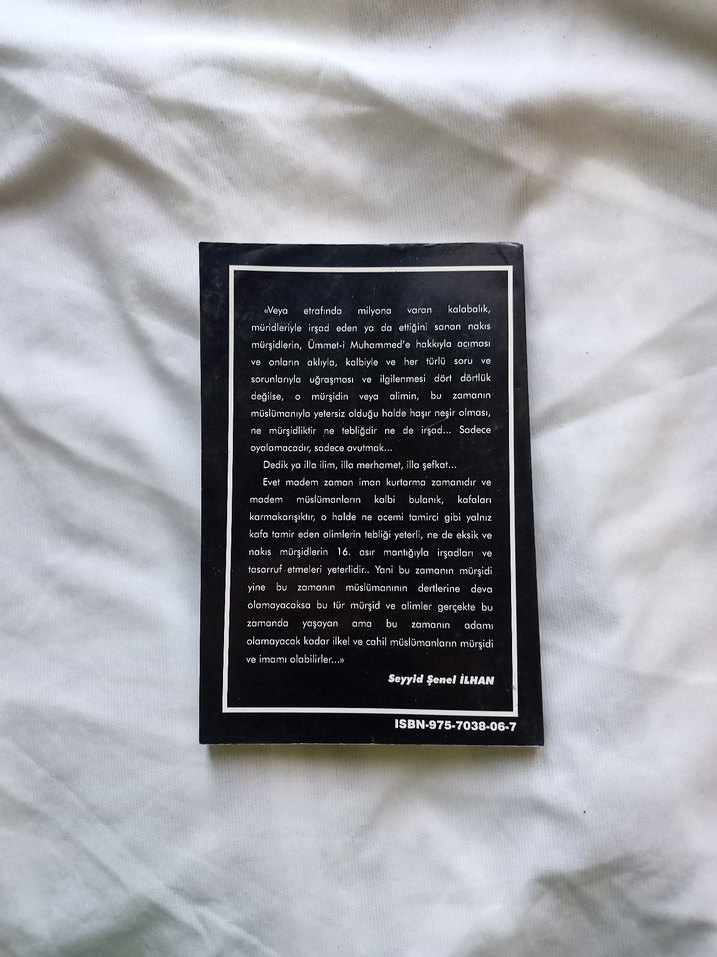 «Veya etrafında milyona varan kalabalık,
müridleriyle irşad eden ya da ettiğini sanan nakıs
mürşidlerin, Ümmet-i Muhammed'e hakkıyla acıması
ve onların aklıyla, kalbiyle ve her türlü soru ve
sorunlarıyla uğraşması ve ilgilenmesi dört dörtlük
değilse, o mürşidin veya alimin, bu zamanın
müslümanıyla yetersiz olduğu halde haşır neşir olması,
ne mürşidliktir ne tebliğdir ne de irşad... Sadece
oyalamacadır, sadece avutmak...
Dedik ya illa ilim, illa merhamet, illa şefkat...
Evet madem zaman iman kurtarma zamanıdır ve
madem müslümanların kalbi bulanık, kafaları
karmakarışıktır, o halde ne acemi tamirci gibi yalnız
kafa tamir eden alimlerin tebliği yeterli, ne de eksik ve
nakıs mürşidlerin 16. asır mantığıyla irşadları ve
tasarruf etmeleri yeterlidir.. Yani bu zamanın mürşidi
yine bu zamanın müslümanının dertlerine deva
olamayacaksa bu tür mürşid ve alimler gerçekte bu
zamanda yaşayan ama bu zamanın adamı
olamayacak kadar ilkel ve cahil müslümanların mürşidi
ve imamı olabilirler...»
Seyyid Şenel İLHAN
ISBN-975-7038-06-7